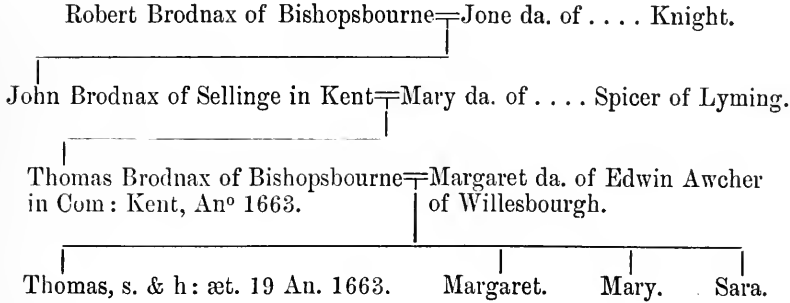 Robert Brodnax of Bishopsbourne=Jone da. of . . . . Knight.
John Brodnax of Sellinge in Kent=Mary da. of . . . . Spicer of Lyming.
Thomas Brodnax of Bishopsbourne=Margaret da. of Edwin Awcher
in Com: Kent, Anº 1663. of Willesbourgh.
Thomas, s. & h: æt. 19 An. 1663. Margaret. Mary. Sara.